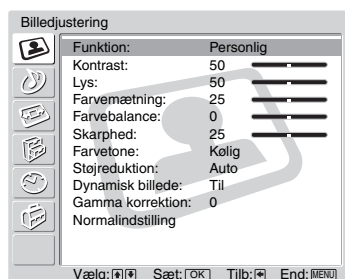 Billedjustering
Funktion: Personlig
Kontrast: 50
Lys: 50
Farvemætning: 25
Farvebalance: 0
Skarphed: 25
Farvetone: Kølig
Støjreduktion: Auto
Dynamisk billede: Til
Gamma korrektion: 0
Normalindstilling
Vælg: Sæt: OK Tilb: End: MENU